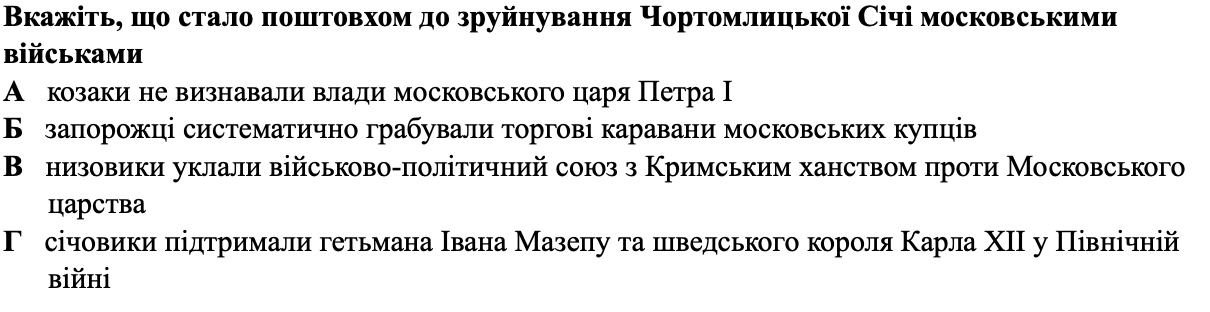 Вкажіть, що стало поштовхом до зруйнування Чортомлицької Січі московськими
військами
А козаки не визнавали влади московського царя Петра І
Б запорожці систематично грабували торгові каравани московських купців
В низовики уклали військово-політичний союз з Кримським ханством проти Московського
царства
Г січовики підтримали гетьмана Івана Мазепу та шведського короля Карла ХІІ у Північній
війні